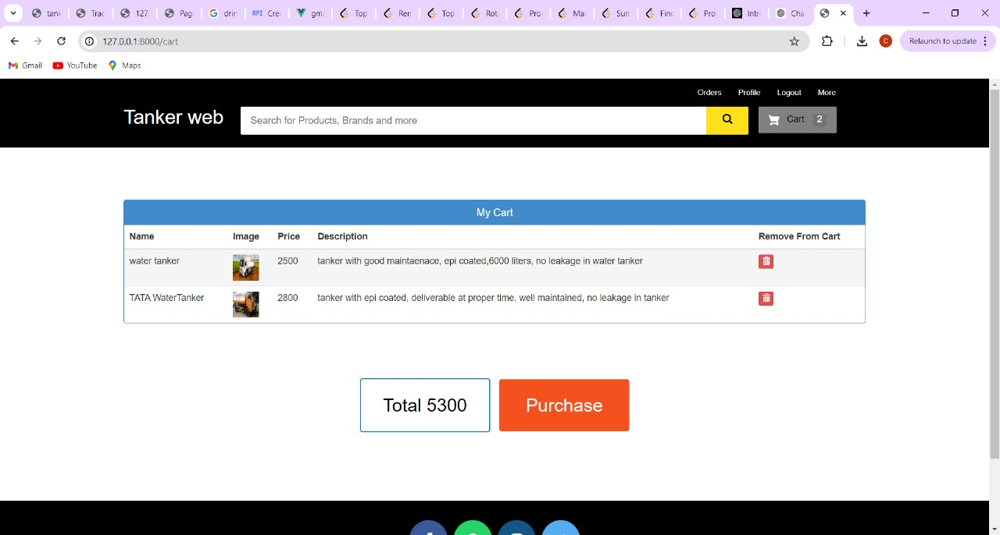 tank
Trac
127.
Pag
drin
API Cre
gm
Top
Ren
Top
Rot
Pro
Ma
Sun
Find
Pro
Intr
Cha
127.0.0.1:8000/cart
C
Relaunch to update
Gmail YouTube Maps
Orders Profile Logout More
Tanker web
Search for Products, Brands and more
Cart 2
My Cart
Name Image Price Description Remove From Cart
water tanker 2500 tanker with good maintaenace, epi coated,6000 liters, no leakage in water tanker
TATA WaterTanker 2800 tanker with epi coated, deliverable at proper time, well maintained, no leakage in tanker
Total 5300 Purchase